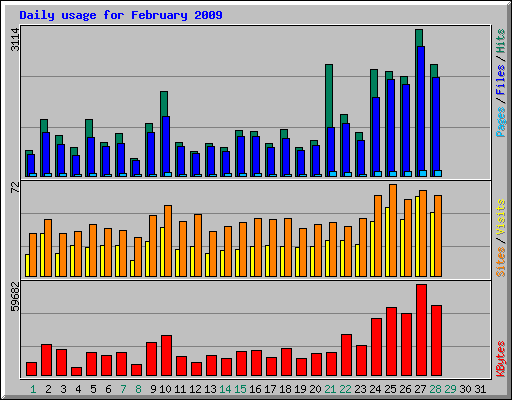 Daily usage for February 2009
3114
72
59682
Pages / Files / Hits
Sites / Visits
KBytes
1 2 3 4 5 6 7 8 9 10 11 12 13 14 15 16 17 18 19 20 21 22 23 24 25 26 27 28 29 30 31